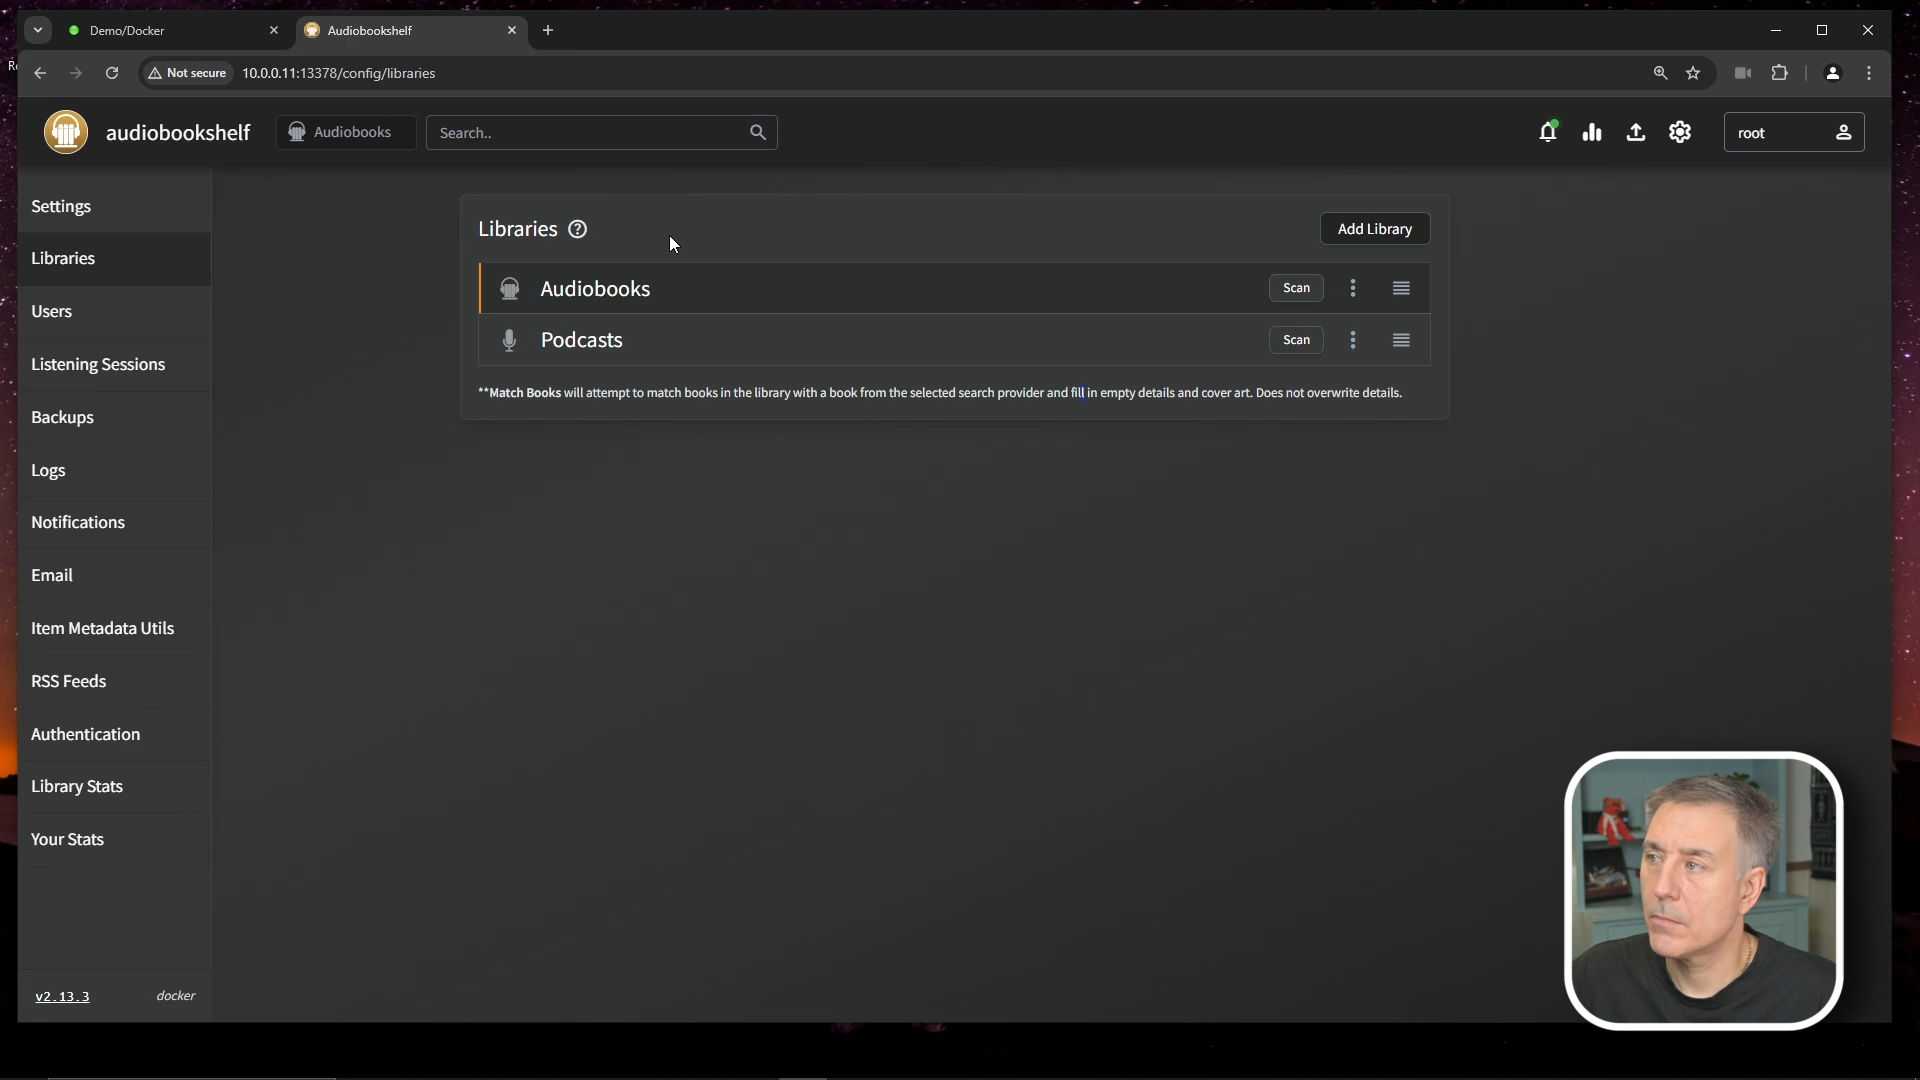 Demo/Docker
Audiobookshelf
Not secure
10.0.0.11:13378/config/libraries
audiobookshelf
Audiobooks
Search..
root
Settings
Libraries
Users
Listening Sessions
Backups
Logs
Notifications
Email
Item Metadata Utils
RSS Feeds
Authentication
Library Stats
Your Stats
v2.13.3
docker
Libraries
Add Library
Audiobooks
Scan
Podcasts
Scan
**Match Books will attempt to match books in the library with a book from the selected search provider and fill in empty details and cover art. Does not overwrite details.